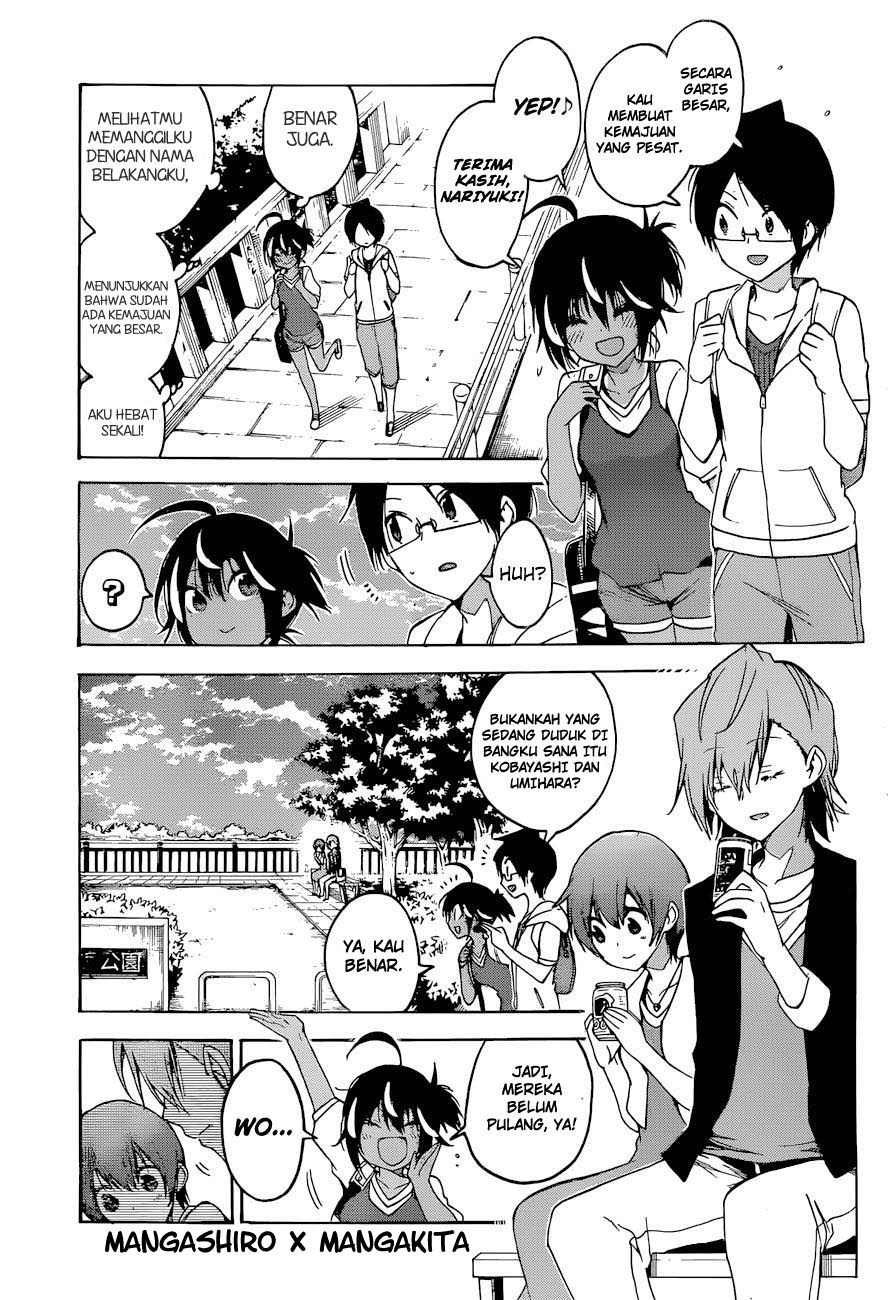 SECARA
GARIS
BESAR,
KAU
MEMBUAT
KEMAJUAN
YANG PESAT.
YEP!♪
TERIMA
KASIH,
NARIYUKI!
BENAR
JUGA.
MELIHATMU
MEMANGGILKU
DENGAN NAMA
BELAKANGKU,
MENUNJUKKAN
BAHWA SUDAH
ADA KEMAJUAN
YANG BESAR.
AKU HEBAT
SEKALI!
HUH?
?
BUKANKAH YANG
SEDANG DUDUK DI
BANGKU SANA ITU
KOBAYASHI DAN
UMIHARA?
YA, KAU
BENAR.
公園
JADI,
MEREKA
BELUM
PULANG, YA!
WO...
MANGASHIRO X MANGAKITA